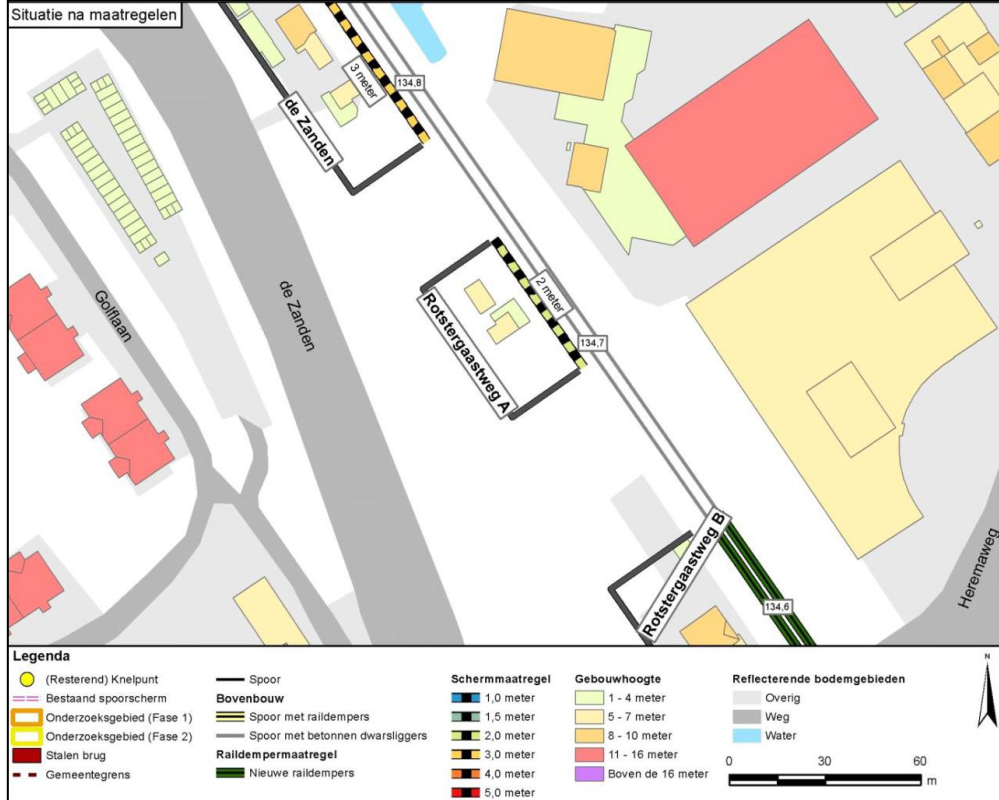 Situatie na maatregelen
3 meter
134,8
de Zanden
Golflaan
de Zanden
2 meter
134,7
Rotstergaastweg A
Rotstergaastweg B
134,6
Heremaweg
Legenda
(Resterend) Knelpunt
Bestaand spoorscherm
Onderzoeksgebied (Fase 1)
Onderzoeksgebied (Fase 2)
Stalen brug
Gemeentegrens
Spoor
Bovenbouw
Spoor met raildempers
Spoor met betonnen dwarsliggers
Raildempermaatregel
Nieuwe raildempers
Schermmaatregel
1,0 meter
1,5 meter
2,0 meter
3,0 meter
4,0 meter
5,0 meter
Gebouwhoogte
1 - 4 meter
5 - 7 meter
8 - 10 meter
11 - 16 meter
Boven de 16 meter
Reflecterende bodemgebieden
Overig
Weg
Water
0 30 60
m
N